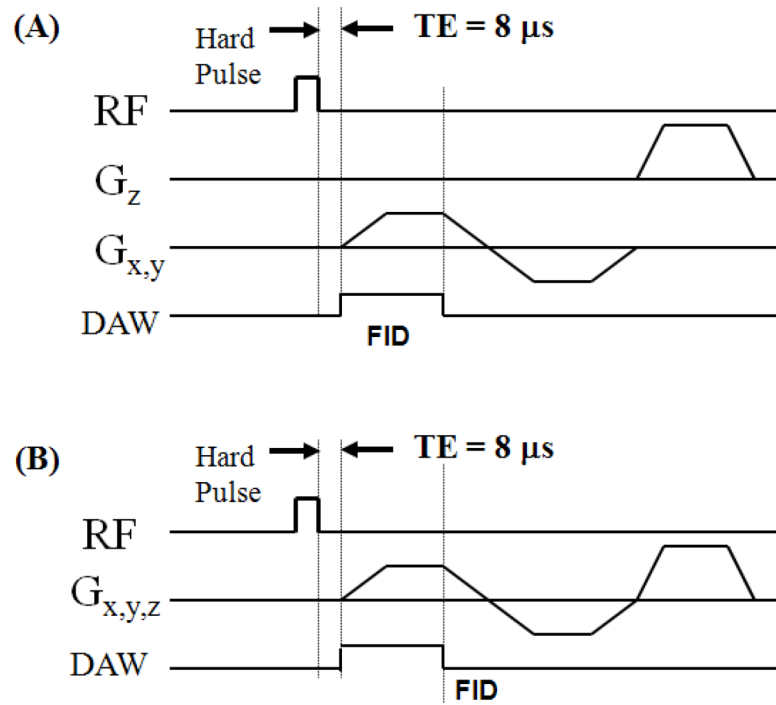 (A)
Hard
Pulse
TE = 8 μs
RF
Gz
Gx,y
DAW
FID
(B)
Hard
Pulse
TE = 8 μs
RF
Gx,y,z
DAW
FID